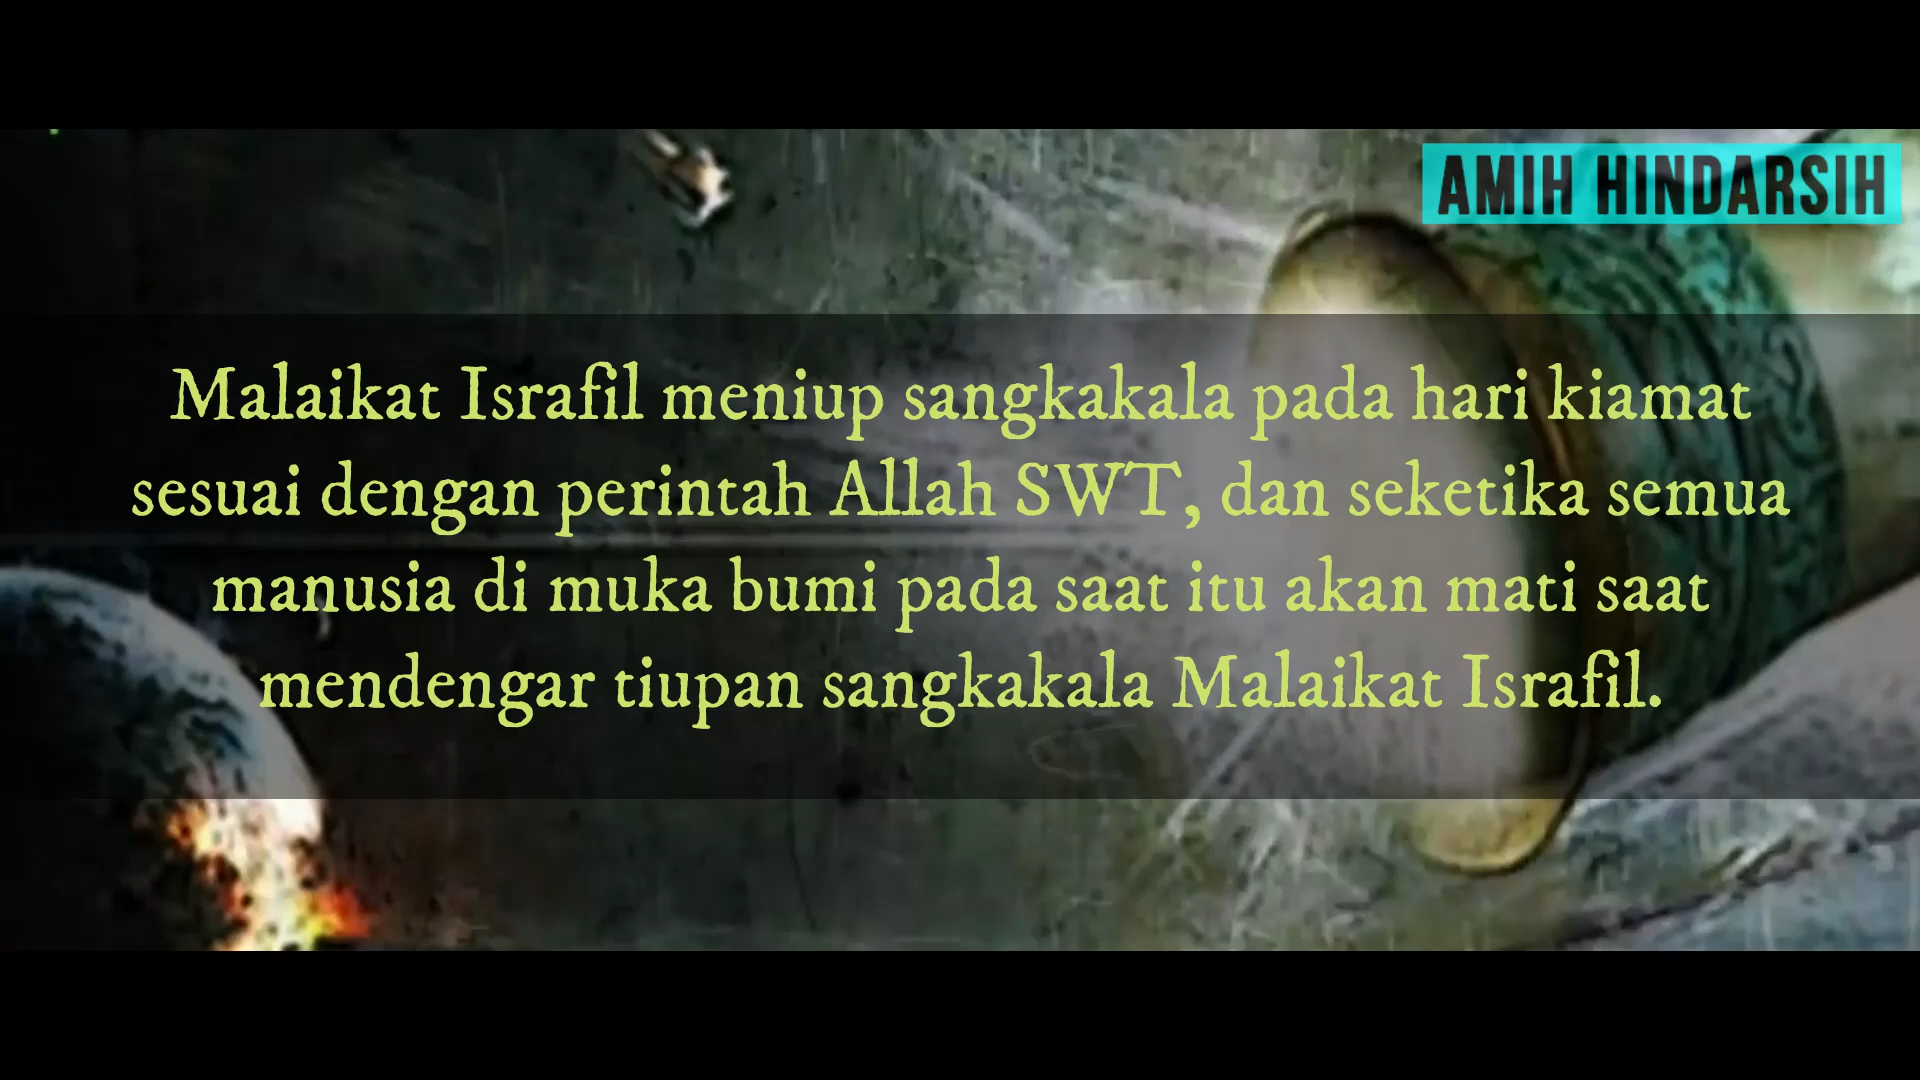 AMIH HINDARSIH
Malaikat Israfil meniup sangkakala pada hari kiamat
sesuai dengan perintah Allah SWT, dan seketika semua
manusia di muka bumi pada saat itu akan mati saat
mendengar tiupan sangkakala Malaikat Israfil.